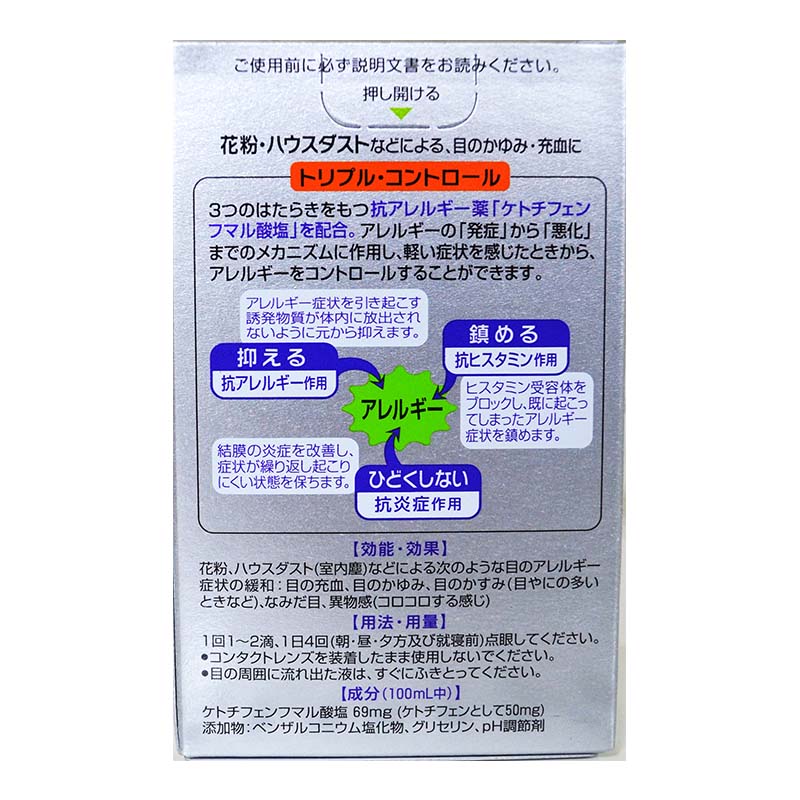 ご使用前に必ず説明文書をお読みください。
押し開ける
花粉・ハウスダストなどによる、目のかゆみ・充血に
トリプル・コントロール
3つのはたらきをもつ抗アレルギー薬「ケトチフェン
フマル酸塩」を配合。アレルギーの「発症」から「悪化」
までのメカニズムに作用し、軽い症状を感じたときから、
アレルギーをコントロールすることができます。
アレルギー症状を引き起こす
誘発物質が体内に放出され
ないように元から抑えます。
抑える
抗アレルギー作用
鎮める
抗ヒスタミン作用
アレルギー
ヒスタミン受容体を
ブロックし、既に起こっ
てしまったアレルギー
症状を鎮めます。
結膜の炎症を改善し、
症状が繰り返し起こり
にくい状態を保ちます。
ひどくしない
抗炎症作用
【効能・効果】
花粉、ハウスダスト(室内塵)などによる次のような目のアレルギー
症状の緩和：目の充血、目のかゆみ、目のかすみ(目やにの多い
ときなど)、なみだ目、異物感(コロコロする感じ)
【用法・用量】
1回1〜2滴、1日4回(朝・昼・夕方及び就寝前)点眼してください。
●コンタクトレンズを装着したまま使用しないでください。
●目の周囲に流れ出た液は、すぐにふきとってください。
【成分(100mL中)】
ケトチフェンフマル酸塩 69mg (ケトチフェンとして50mg)
添加物：ベンザルコニウム塩化物、グリセリン、pH調節剤